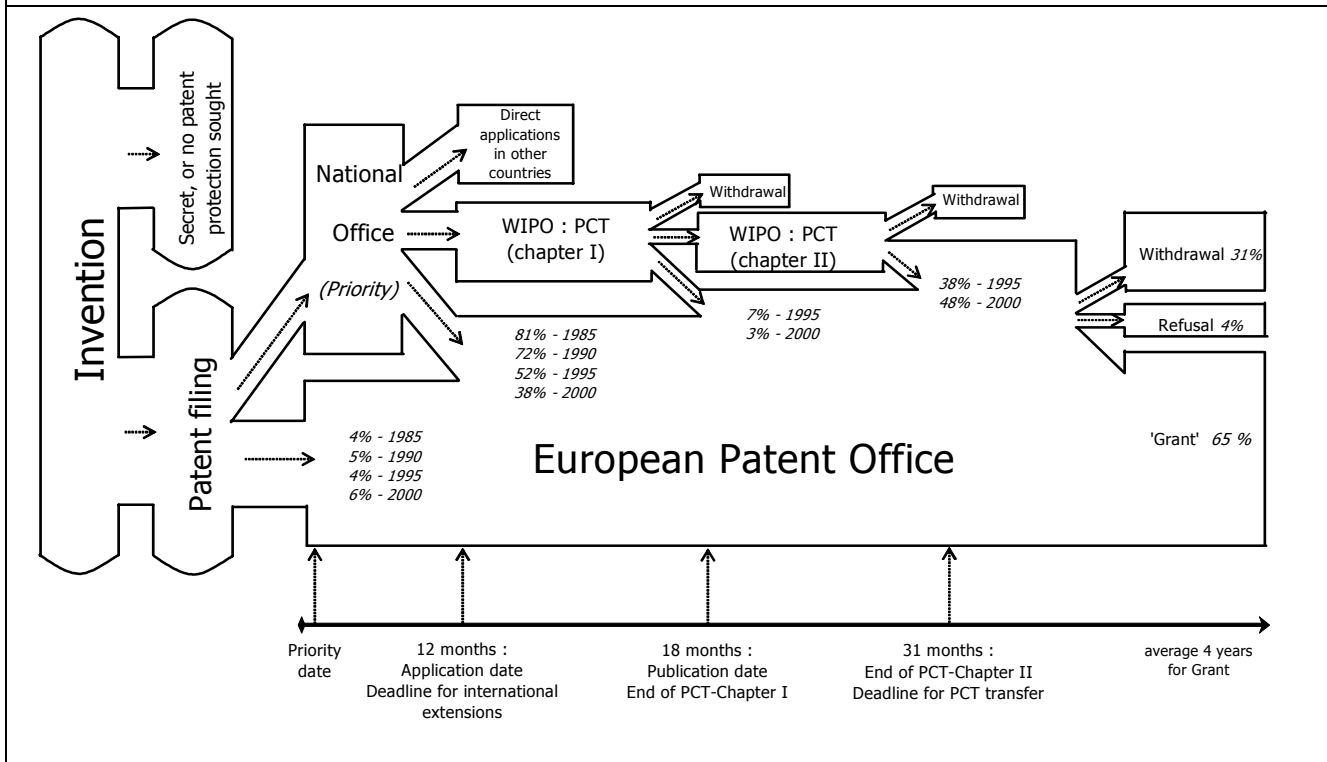 Invention
Secret, or no patent
protection sought
Patent filing
National
Office
(Priority)
Direct
applications
in other
countries
WIPO : PCT
(chapter I)
Withdrawal
WIPO : PCT
(chapter II)
Withdrawal
Withdrawal 31%
Refusal 4%
'Grant' 65 %
38% - 1995
48% - 2000
7% - 1995
3% - 2000
81% - 1985
72% - 1990
52% - 1995
38% - 2000
4% - 1985
5% - 1990
4% - 1995
6% - 2000
European Patent Office
Priority
date
12 months :
Application date
Deadline for international
extensions
18 months :
Publication date
End of PCT-Chapter I
31 months :
End of PCT-Chapter II
Deadline for PCT transfer
average 4 years
for Grant